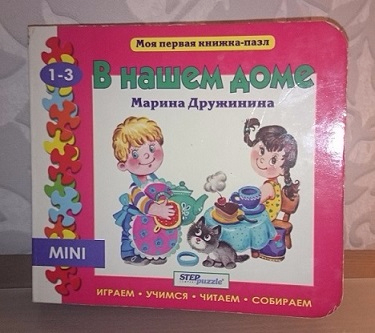 Моя первая книжка-пазл
1-3
В нашем доме
Марина Дружинина
MINI
STEP
puzzle
ИГРАЕМ • УЧИМСЯ • ЧИТАЕМ • СОБИРАЕМ